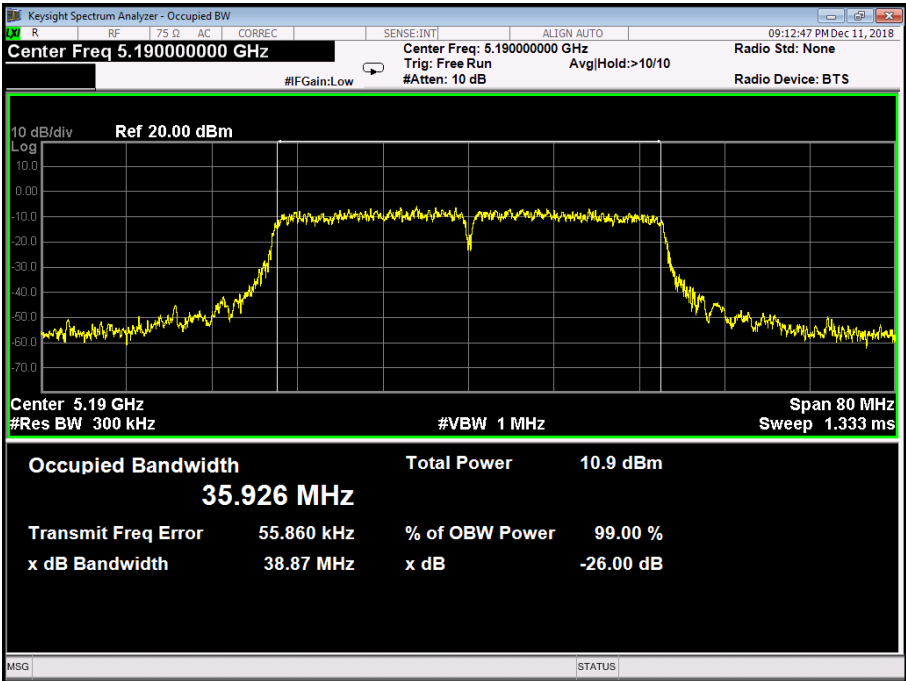 Keysight Spectrum Analyzer - Occupied BW
LXI R RF 75 Ω AC CORREC SENSE:INT ALIGN AUTO 09:12:47 PM Dec 11, 2018
Center Freq 5.190000000 GHz Center Freq: 5.190000000 GHz Radio Std: None
Trig: Free Run Avg|Hold:>10/10
#IFGain:Low #Atten: 10 dB Radio Device: BTS
10 dB/div Ref 20.00 dBm
Log
10.0
0.00
-10.0
-20.0
-30.0
-40.0
-50.0
-60.0
-70.0
Center 5.19 GHz Span 80 MHz
#Res BW 300 kHz #VBW 1 MHz Sweep 1.333 ms
Occupied Bandwidth Total Power 10.9 dBm
35.926 MHz
Transmit Freq Error 55.860 kHz % of OBW Power 99.00 %
x dB Bandwidth 38.87 MHz x dB -26.00 dB
MSG STATUS